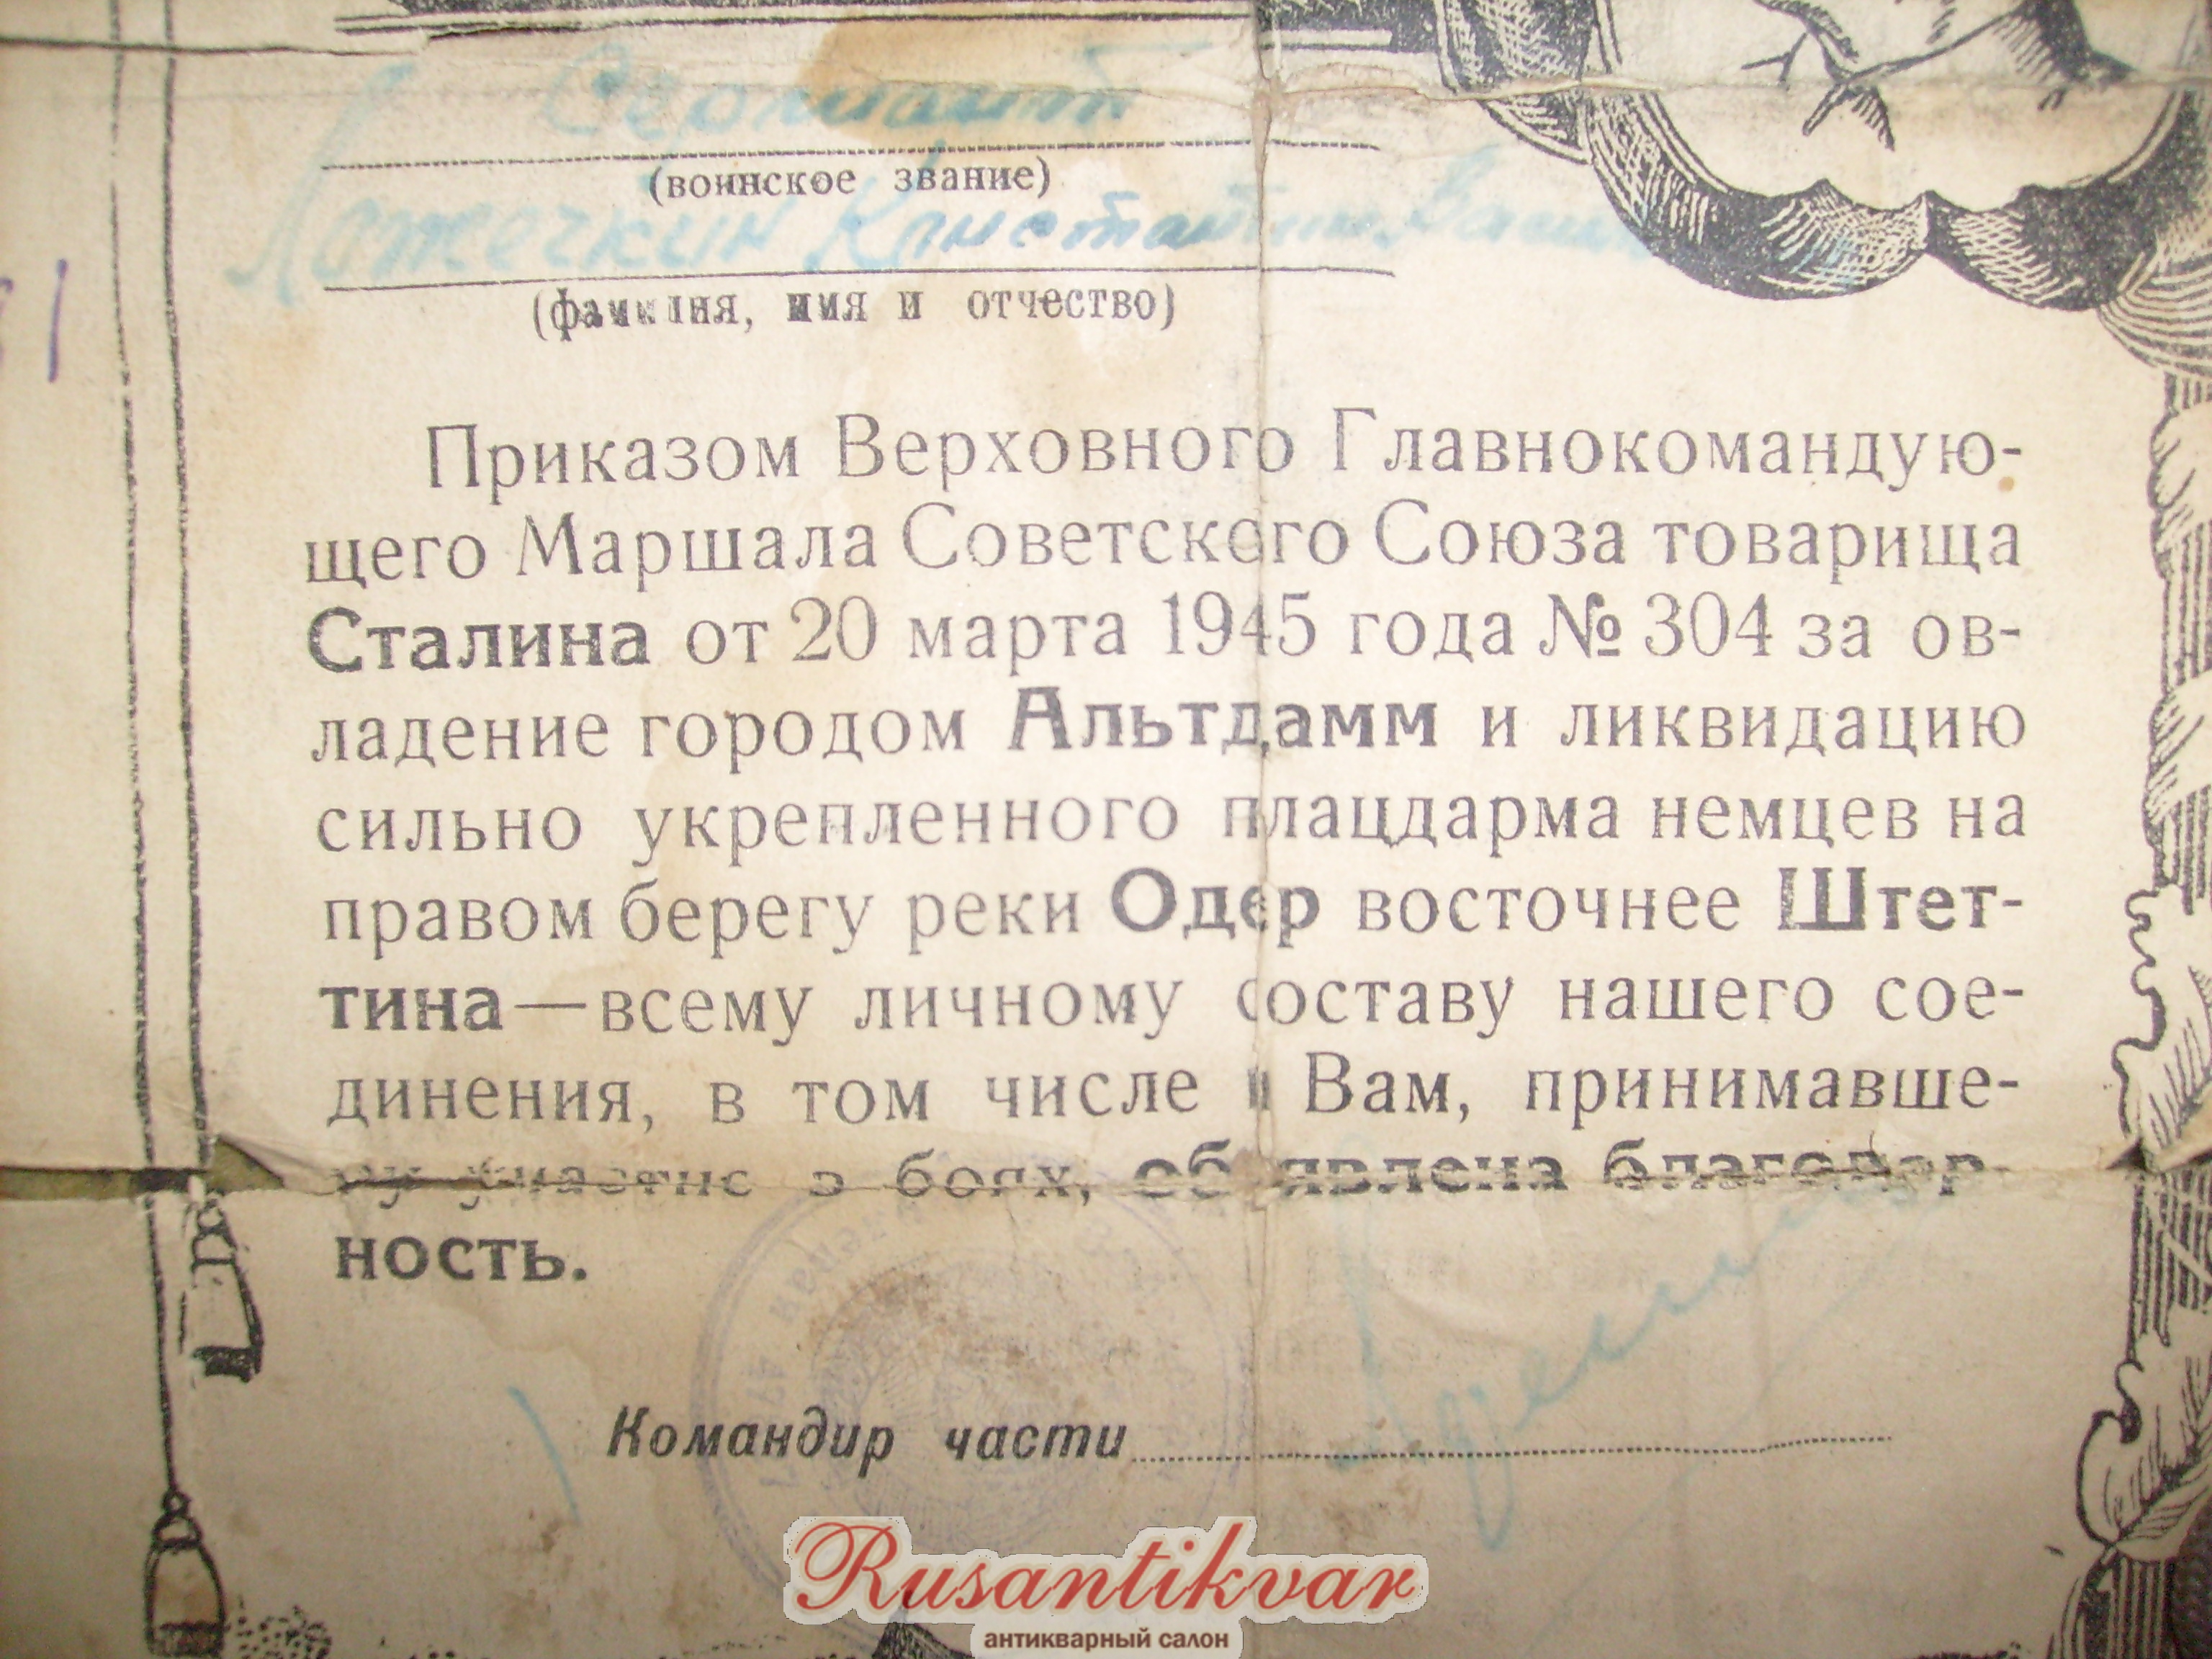 Сержант
(воинское звание)
Константин
(фамилия, имя и отчество)
Приказом Верховного Главнокомандую-
щего Маршала Советского Союза товарища
Сталина от 20 марта 1945 года № 304 за ов-
ладение городом Альтдамм и ликвидацию
сильно укрепленного плацдарма немцев на
правом берегу реки Одер восточнее Штет-
тина—всему личному составу нашего сое-
динения, в том числе и Вам, принимавше-
му участие в боях, объявлена благодар-
ность.
Командир части
Rusantikvar
антикварный салон